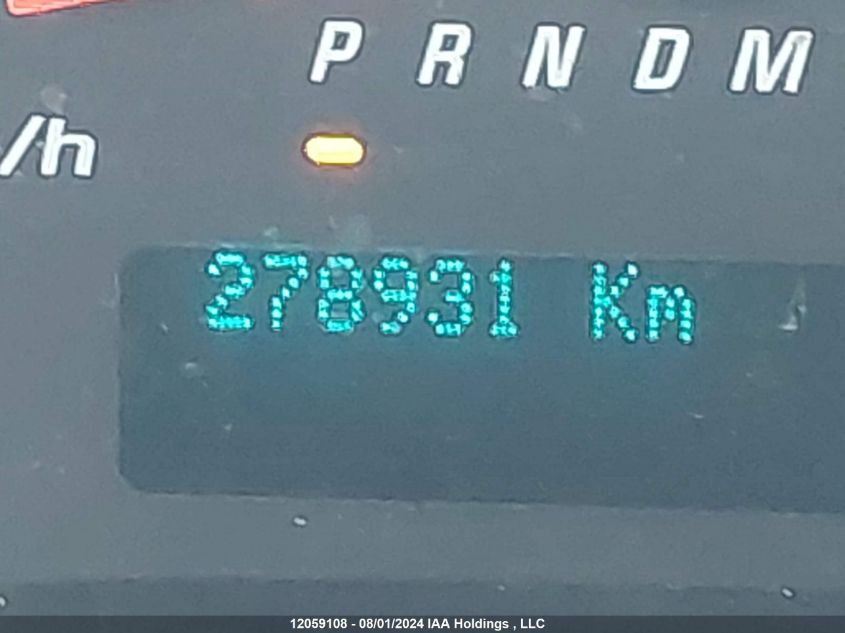 P R N D M
/h
278931 Km
12059108 - 08/01/2024 IAA Holdings , LLC